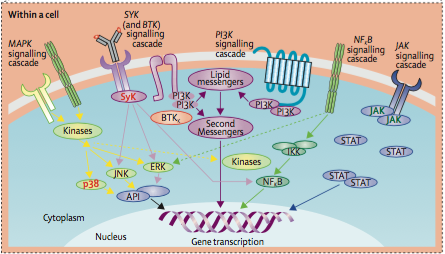 Within a cell
MAPK
signalling
cascade
SYK
(and BTK)
signalling
cascade
PI3K
signalling
cascade
NFκB
signalling
cascade
JAK
signalling
cascade
SyK
PI3K
PI3K
BTK
Lipid
messengers
PI3K
PI3K
JAK
JAK
Kinases
Second
Messengers
STAT
STAT
IKK
JNK
ERK
Kinases
p38
NFκB
STAT
STAT
API
Cytoplasm
Nucleus
Gene transcription